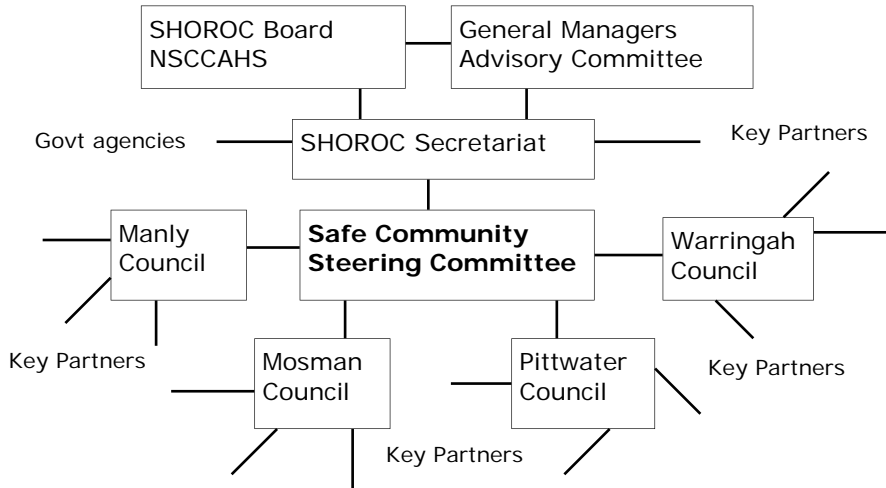 SHOROC Board
NSCCAHS
General Managers
Advisory Committee
Govt agencies
SHOROC Secretariat
Key Partners
Manly
Council
Safe Community
Steering Committee
Warringah
Council
Key Partners
Mosman
Council
Pittwater
Council
Key Partners
Key Partners